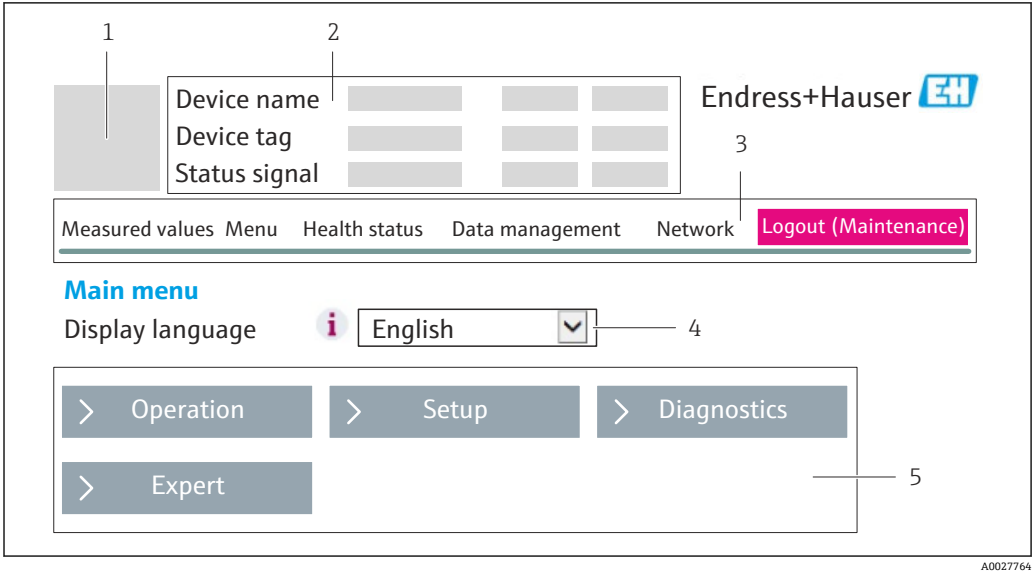 1
2
Device name
Endress+Hauser EH
Device tag
3
Status signal
Measured values Menu Health status Data management Network Logout (Maintenance)
Main menu
Display language i English 4
> Operation > Setup > Diagnostics
> Expert 5
A0027764